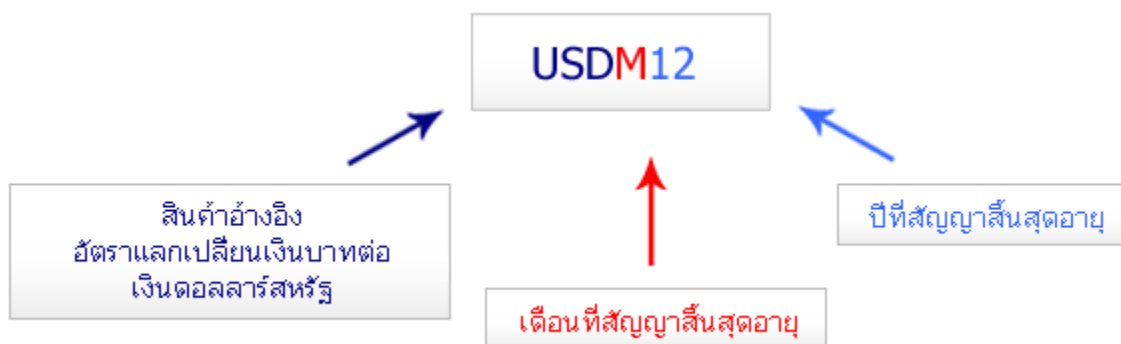 USDM12
สินค้าอ้างอิง
อัตราแลกเปลี่ยนเงินบาทต่อ
เงินดอลลาร์สหรัฐ
เดือนที่สัญญาสิ้นสุดอายุ
ปีที่สัญญาสิ้นสุดอายุ